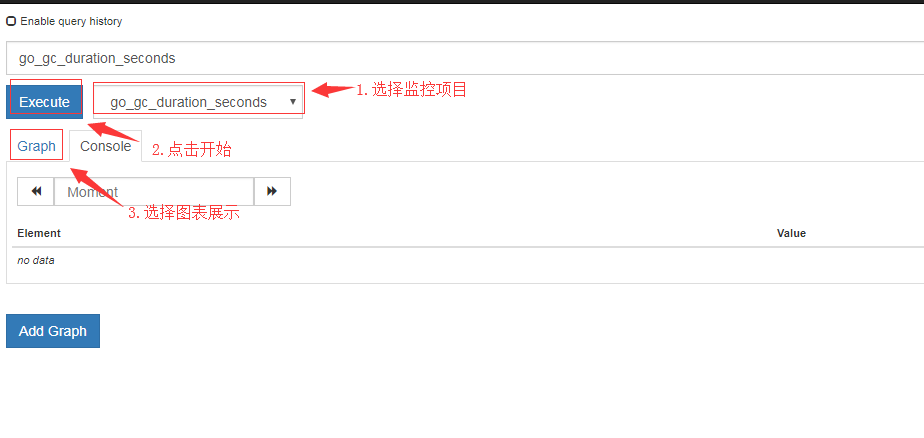 Enable query history
go_gc_duration_seconds
Execute
go_gc_duration_seconds
1.选择监控项目
Graph
Console
2.点击开始
Moment
3.选择图表展示
Element
Value
no data
Add Graph